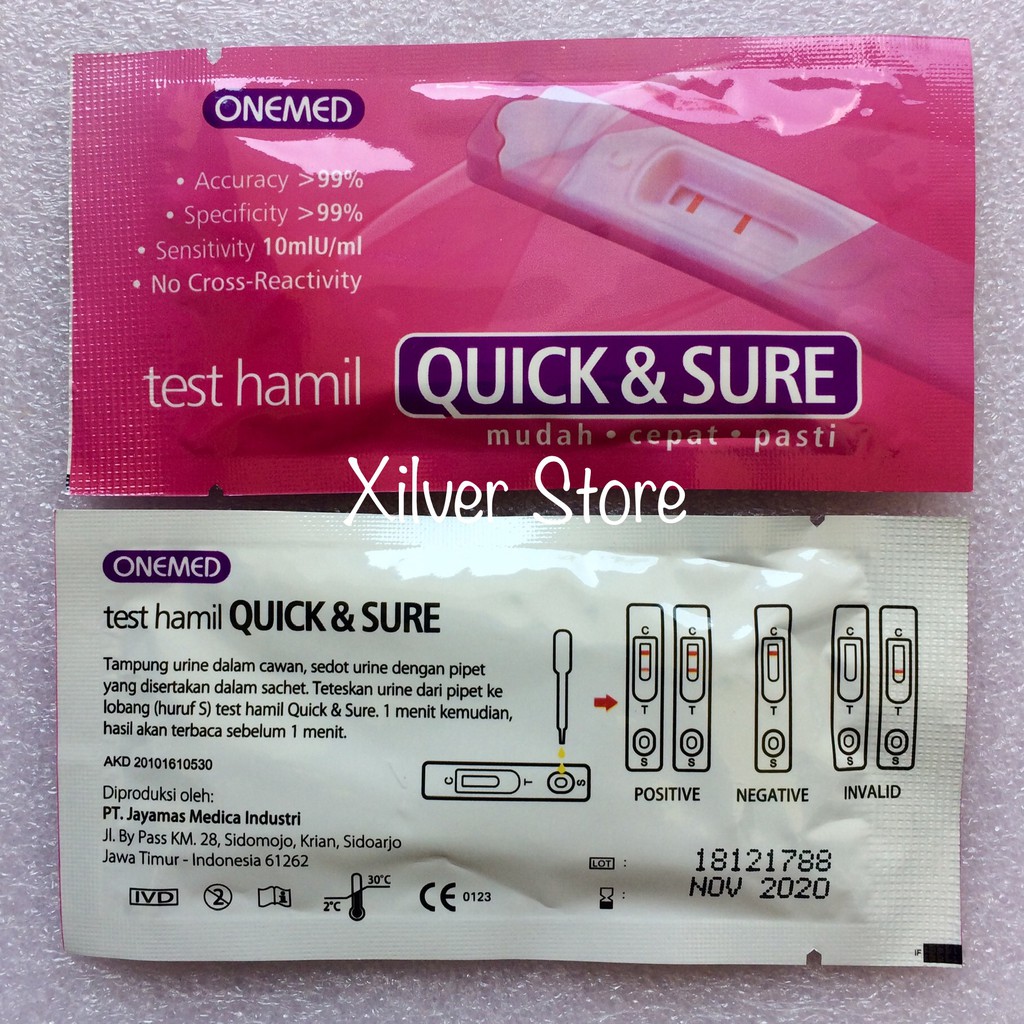 ONEMED
• Accuracy >99%
• Specificity >99%
• Sensitivity 10mlU/ml
• No Cross-Reactivity
C
test hamil QUICK & SURE
mudah • cepat • pasti
Xilver Store
ONEMED
test hamil QUICK & SURE
Tampung urine dalam cawan, sedot urine dengan pipet
yang disertakan dalam sachet. Teteskan urine dari pipet ke
lobang (huruf S) test hamil Quick & Sure. 1 menit kemudian,
hasil akan terbaca sebelum 1 menit.
AKD 20101610530
Diproduksi oleh:
PT. Jayamas Medica Industri
Jl. By Pass KM. 28, Sidomojo, Krian, Sidoarjo
Jawa Timur - Indonesia 61262
IVD
2
i
2°C
30°C
CE 0123
C T S
C C C C C
T T T T T
S S S S S
POSITIVE NEGATIVE INVALID
LOT : 18121788
: NOV 2020
IF